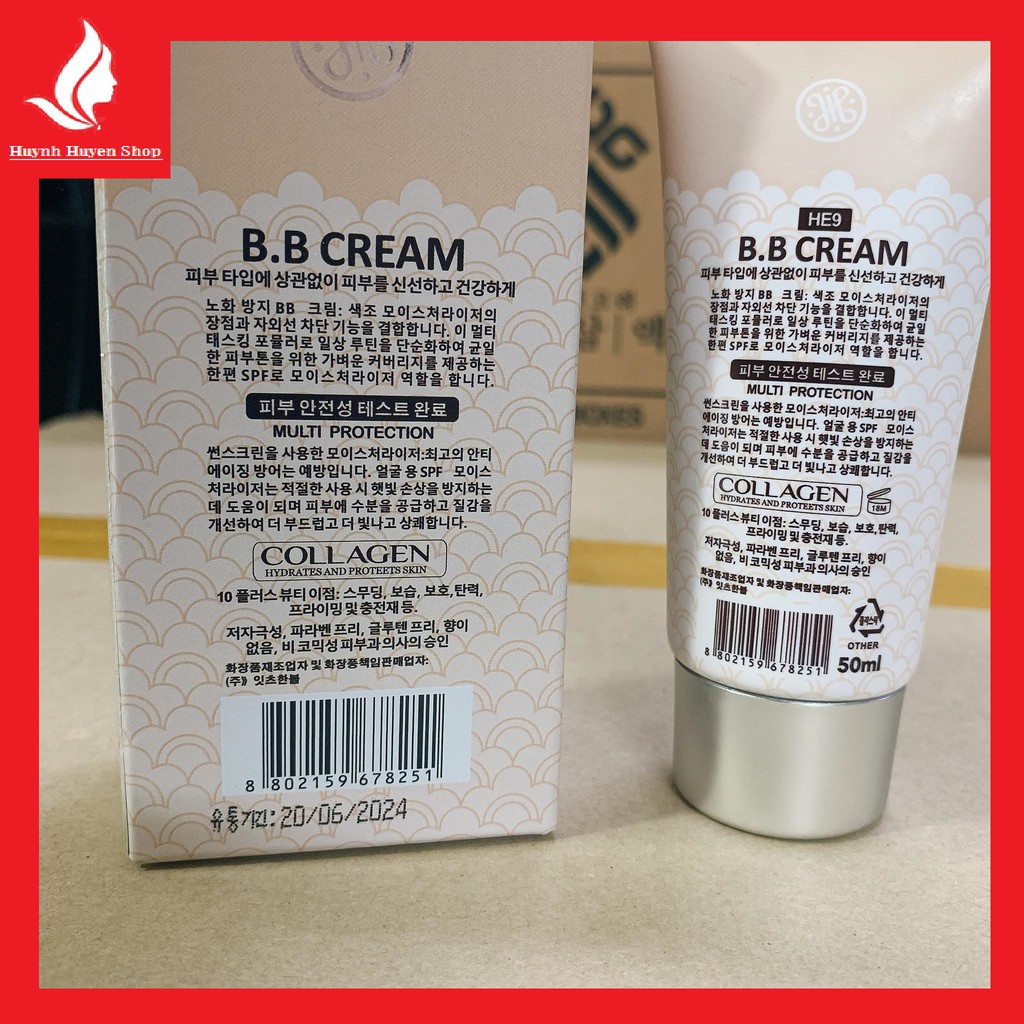 Huynh Huyen Shop
B.B CREAM
피부 타입에 상관없이 피부를 신선하고 건강하게
노화 방지 BB 크림: 색조 모이스처라이저의
장점과 자외선 차단 기능을 결합합니다. 이 멀티
태스킹 포뮬러로 일상 루틴을 단순화하여 균일
한 피부톤을 위한 가벼운 커버리지를 제공하는
한편 SPF로 모이스처라이저 역할을 합니다.
피부 안전성 테스트 완료
MULTI PROTECTION
썬스크린을 사용한 모이스처라이저:최고의 안티
에이징 방어는 예방입니다. 얼굴 용 SPF 모이스
처라이저는 적절한 사용 시 햇빛 손상을 방지하는
데 도움이 되며 피부에 수분을 공급하고 질감을
개선하여 더 부드럽고 더 빛나고 상쾌합니다.
COLLAGEN
HYDRATES AND PROTEETS SKIN
10 플러스 뷰티 이점: 스무딩, 보습, 보호,탄력,
프라이밍 및 충전재 등.
저자극성, 파라벤 프리, 글루텐 프리, 향이
없음, 비 코믹성 피부과 의사의 승인
화장품제조업자 및 화장품책임판매업자:
(주) 잇츠한불
8 802159 678251
유통기한: 20/06/2024
HE9
B.B CREAM
피부 타입에 상관없이 피부를 신선하고 건강하게
노화 방지 BB 크림: 색조 모이스처라이저의
장점과 자외선 차단 기능을 결합합니다. 이 멀티
태스킹 포뮬러로 일상 루틴을 단순화하여 균일
한 피부톤을 위한 가벼운 커버리지를 제공하는
한편 SPF로 모이스처라이저 역할을 합니다.
피부 안전성 테스트 완료
MULTI PROTECTION
썬스크린을 사용한 모이스처라이저:최고의 안티
에이징 방어는 예방입니다. 얼굴 용 SPF 모이스
처라이저는 적절한 사용 시 햇빛 손상을 방지하는
데 도움이 되며 피부에 수분을 공급하고 질감을
개선하여 더 부드럽고 더 빛나고 상쾌합니다.
COLLAGEN
HYDRATES AND PROTEETS SKIN
18M
10 플러스 뷰티 이점: 스무딩, 보습, 보호,탄력,
프라이밍 및 충전재 등.
저자극성, 파라벤 프리, 글루텐 프리, 향이
없음, 비 코믹성 피부과 의사의 승인
화장품제조업자 및 화장품책임판매업자:
(주) 잇츠한불
플라스틱
OTHER
8 802159 678251
50ml